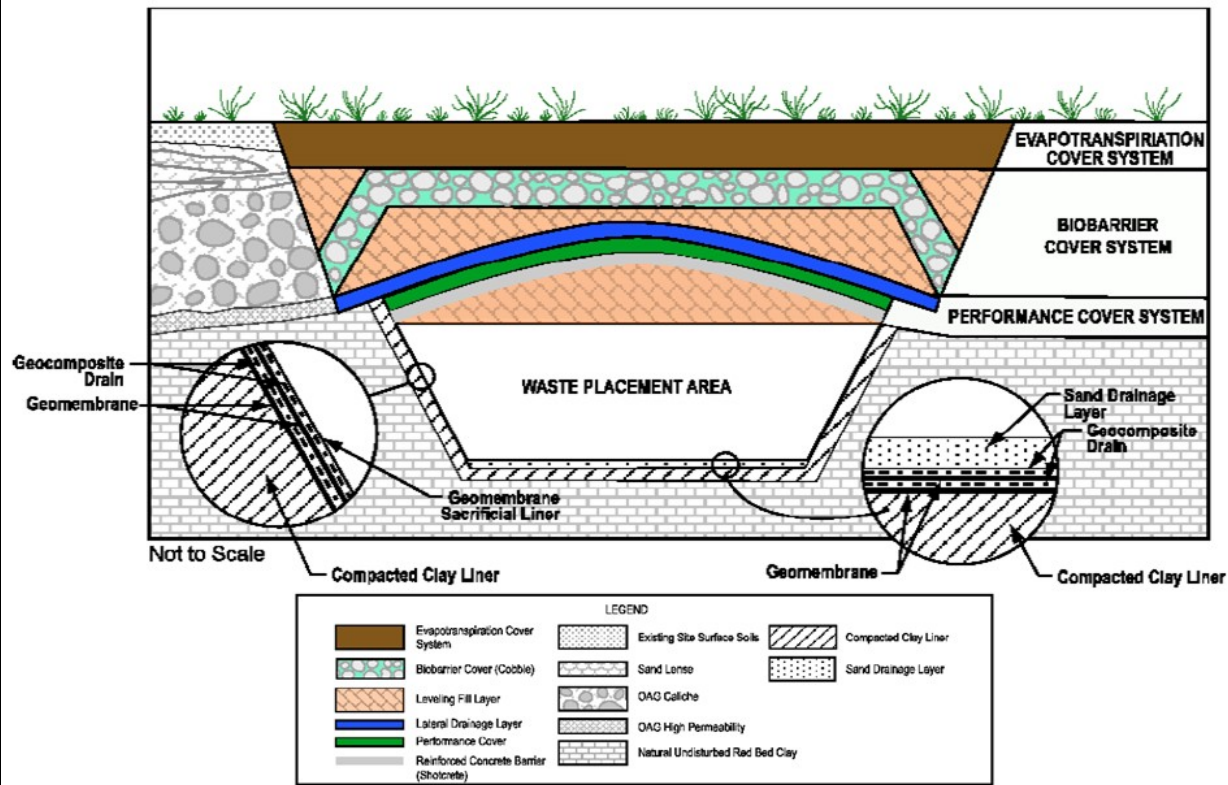 EVAPOTRANSPIRIATION
COVER SYSTEM
BIOBARRIER
COVER SYSTEM
PERFORMANCE COVER SYSTEM
Geocomposite
Drain
Geomembrane
WASTE PLACEMENT AREA
Sand Drainage
Layer
Geocomposite
Drain
Geomembrane
Sacrificial Liner
Not to Scale
Compacted Clay Liner
Geomembrane
Compacted Clay Liner
LEGEND
Evapotranspiration Cover
System
Biobarrier Cover (Cobble)
Leveling Fill Layer
Lateral Drainage Layer
Performance Cover
Reinforced Concrete Barrier
(Shotcrete)
Existing Site Surface Soils
Sand Lense
OAG Caliche
OAG High Permeability
Natural Undisturbed Red Bed Clay
Compacted Clay Liner
Sand Drainage Layer